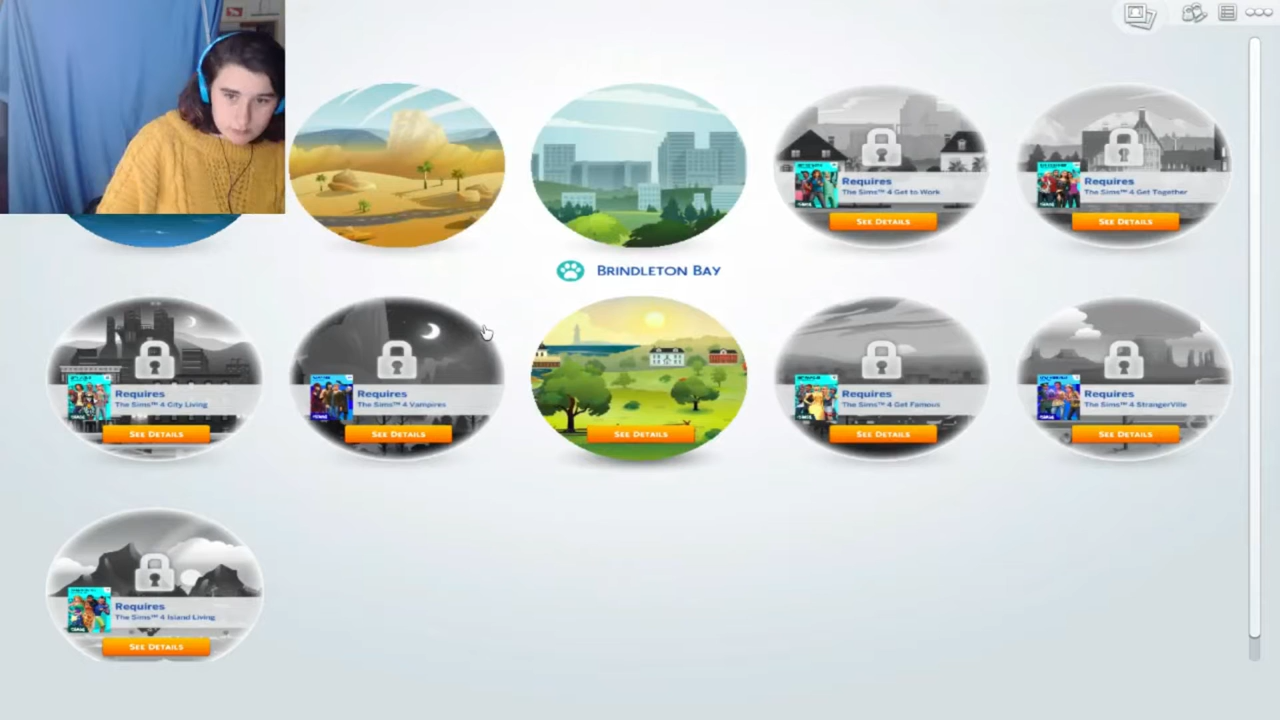 Requires
The Sims™ 4 Get to Work
SEE DETAILS
Requires
The Sims™ 4 Get Together
SEE DETAILS
BRINDLETON BAY
Requires
The Sims™ 4 City Living
SEE DETAILS
Requires
The Sims™ 4 Vampires
SEE DETAILS
SEE DETAILS
Requires
The Sims™ 4 Get Famous
SEE DETAILS
Requires
The Sims™ 4 StrangerVille
SEE DETAILS
Requires
The Sims™ 4 Island Living
SEE DETAILS